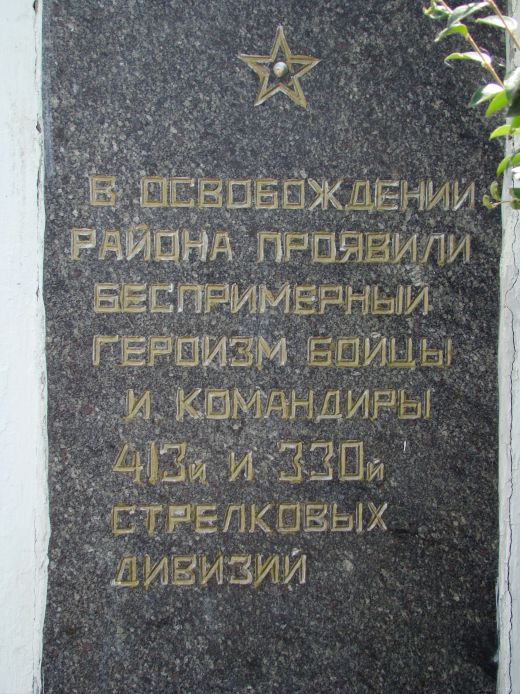 В ОСВОБОЖДЕНИИ
РАЙОНА ПРОЯВИЛИ
БЕСПРИМЕРНЫЙ
ГЕРОИЗМ БОЙЦЫ
И КОМАНДИРЫ
413й И 330й
СТРЕЛКОВЫХ
ДИВИЗИЙ